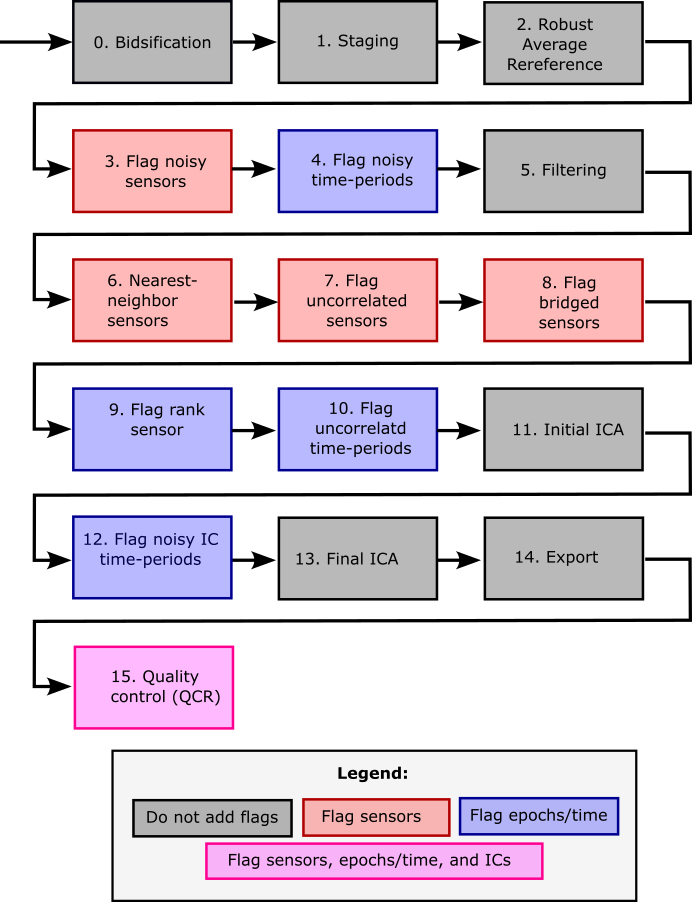 0. Bidsification
1. Staging
2. Robust
Average
Rereference
3. Flag noisy
sensors
4. Flag noisy
time-periods
5. Filtering
6. Nearest-
neighbor
sensors
7. Flag
uncorrelated
sensors
8. Flag
bridged
sensors
9. Flag rank
sensor
10. Flag
uncorrelatd
time-periods
11. Initial ICA
12. Flag noisy IC
time-periods
13. Final ICA
14. Export
15. Quality
control (QCR)
Legend:
Do not add flags
Flag sensors
Flag epochs/time
Flag sensors, epochs/time, and ICs